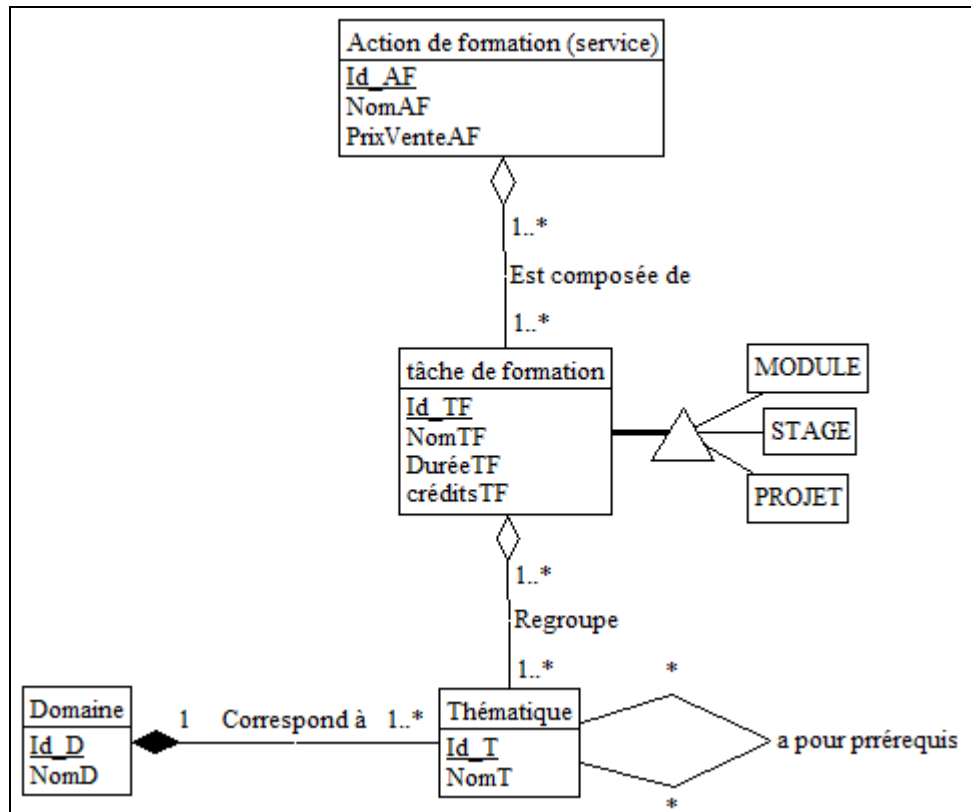 Action de formation (service)
Id_AF
NomAF
PrixVenteAF
1..*
Est composée de
1..*
tâche de formation
Id_TF
NomTF
DuréeTF
créditsTF
MODULE
STAGE
PROJET
1..*
Regroupe
1..*
Domaine
Id_D
NomD
1 Correspond à 1..*
Thématique
Id_T
NomT
*
a pour prrérequis
*